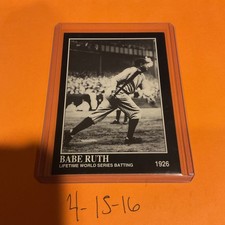 BABE RUTH
LIFETIME WORLD SERIES BATTING 1926
4-15-16